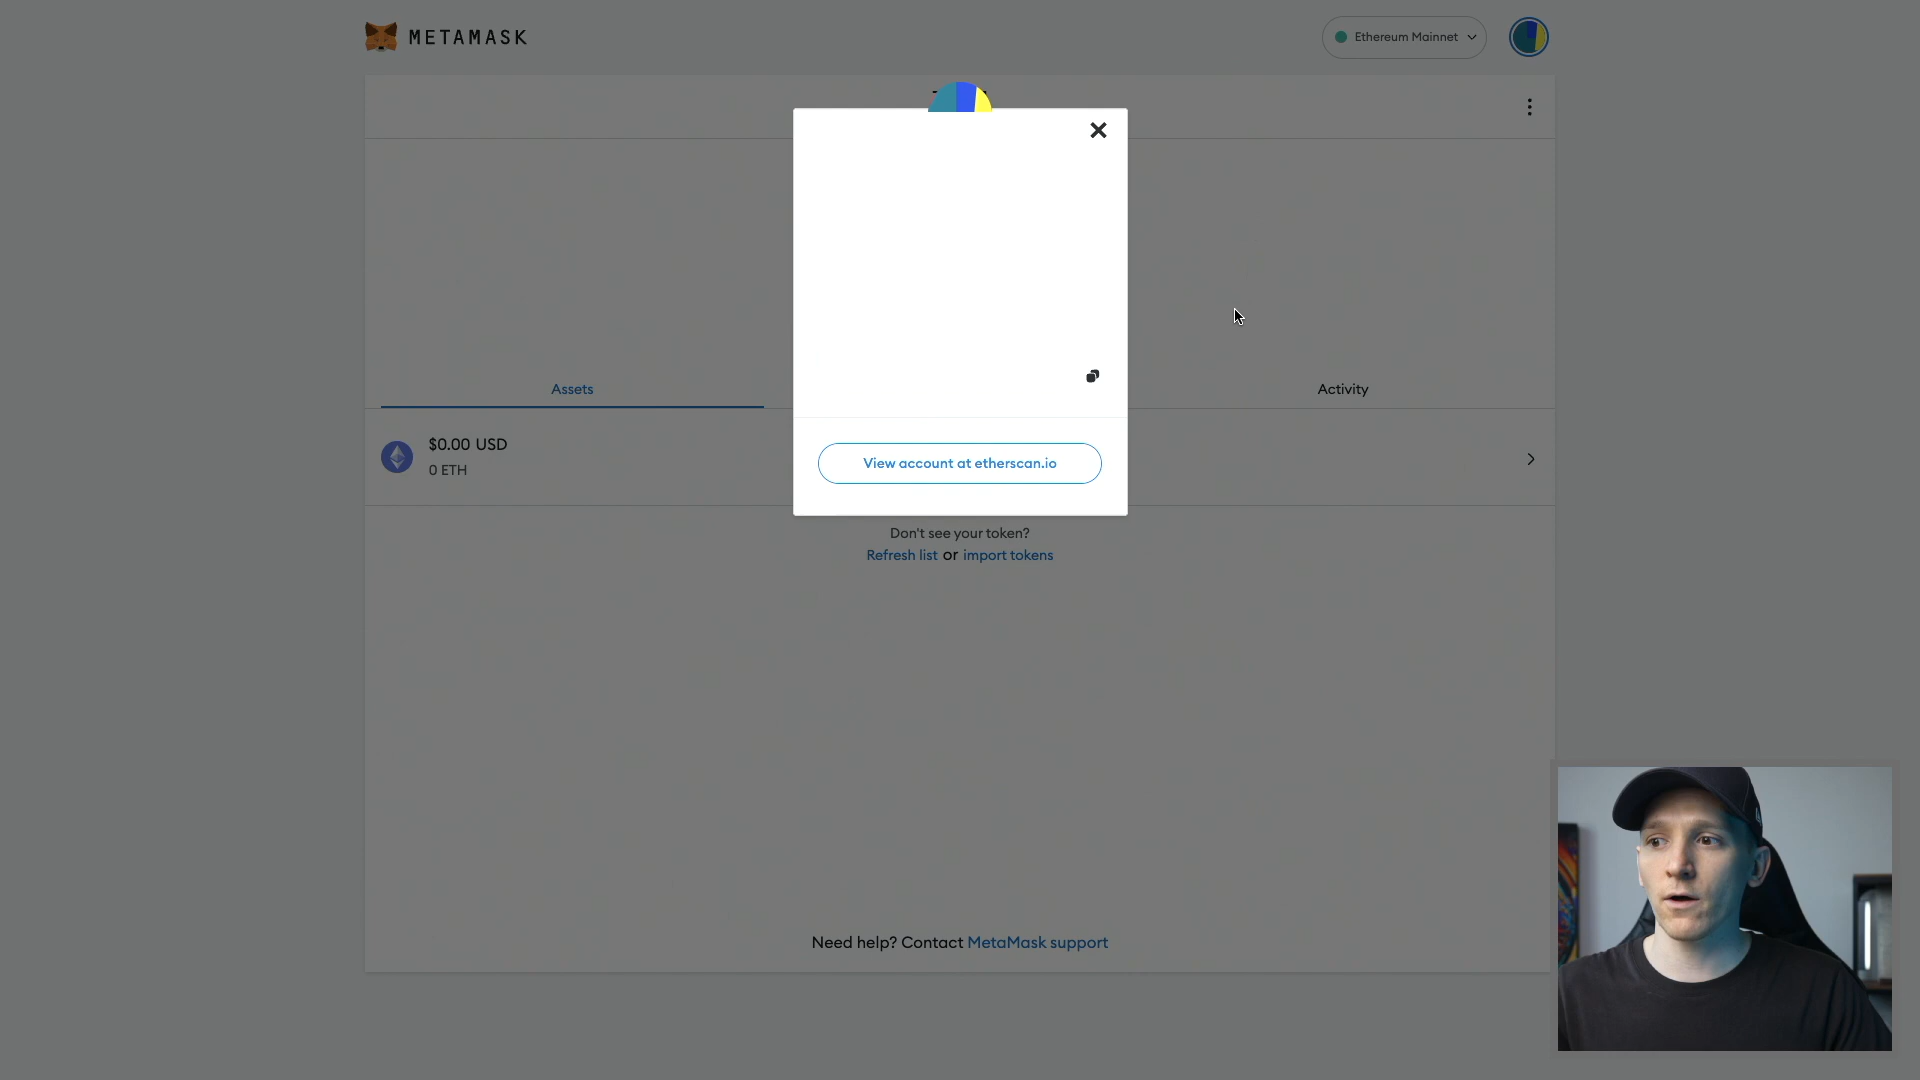 METAMASK
Ethereum Mainnet
Assets
Activity
$0.00 USD
0 ETH
View account at etherscan.io
Don't see your token?
Refresh list or import tokens
Need help? Contact MetaMask support